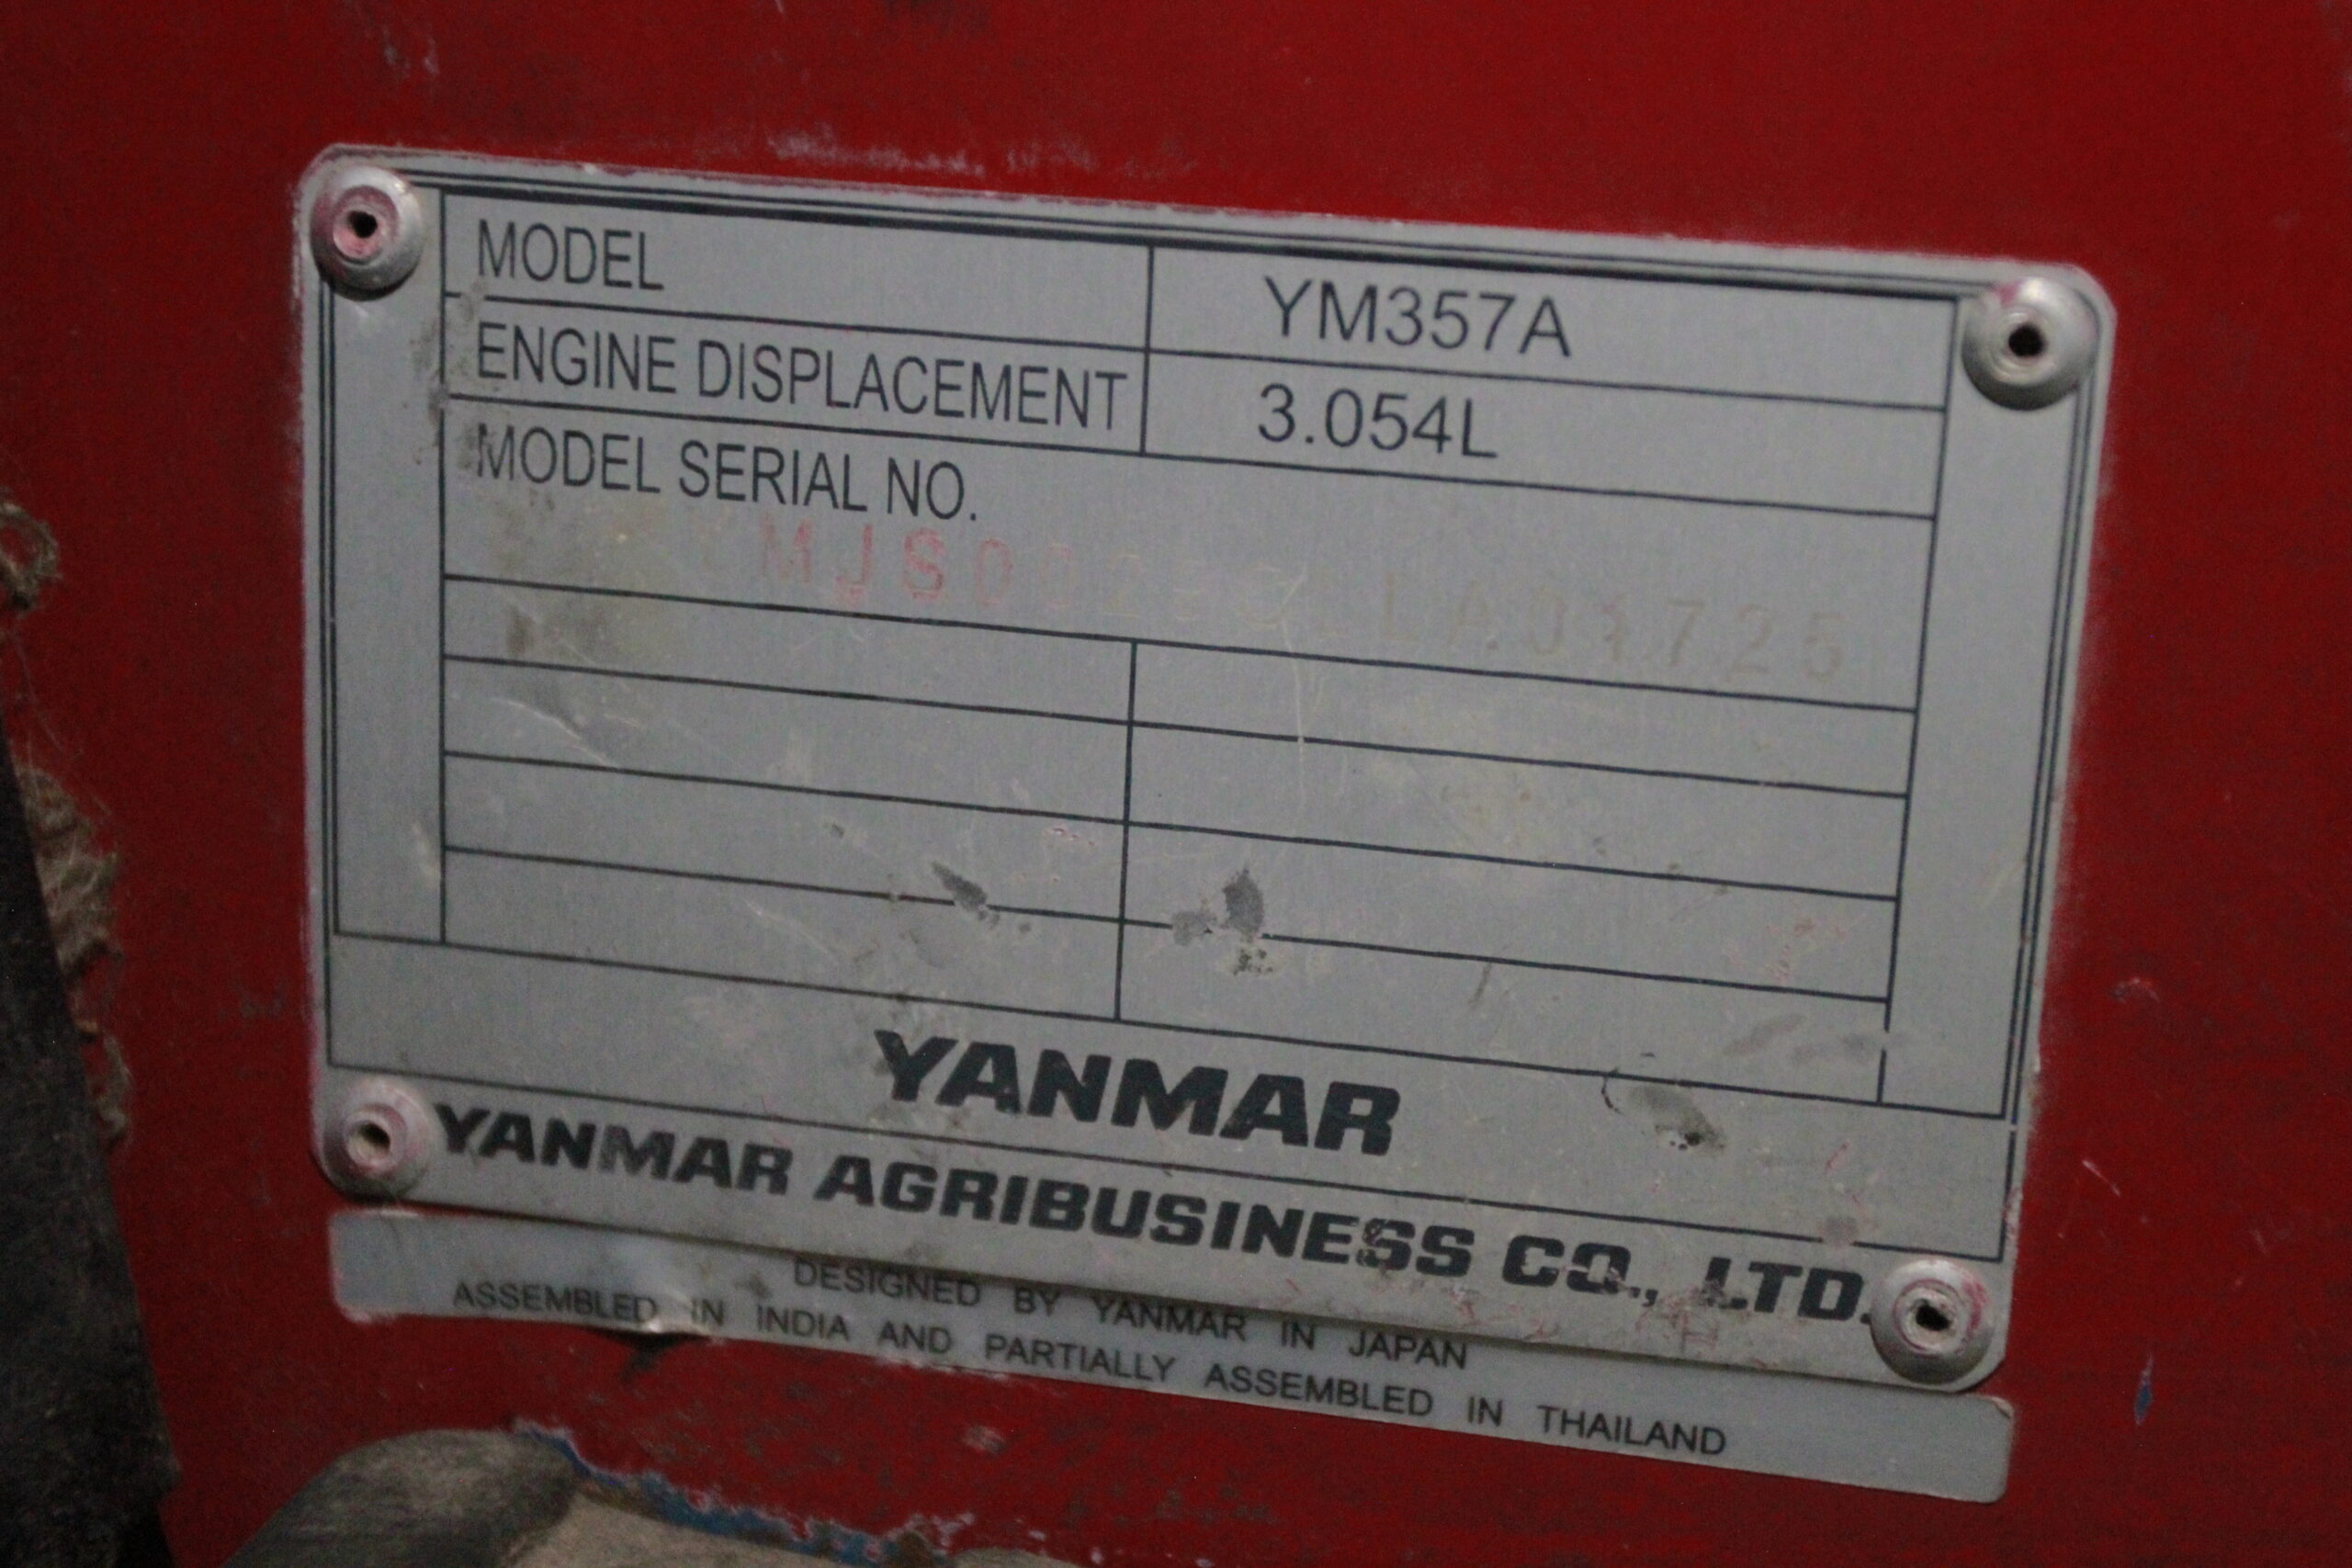 MODEL YM357A
ENGINE DISPLACEMENT 3.054L
MODEL SERIAL NO.
YANMAR
YANMAR AGRIBUSINESS CO., LTD.
DESIGNED BY YANMAR IN JAPAN
ASSEMBLED IN INDIA AND PARTIALLY ASSEMBLED IN THAILAND